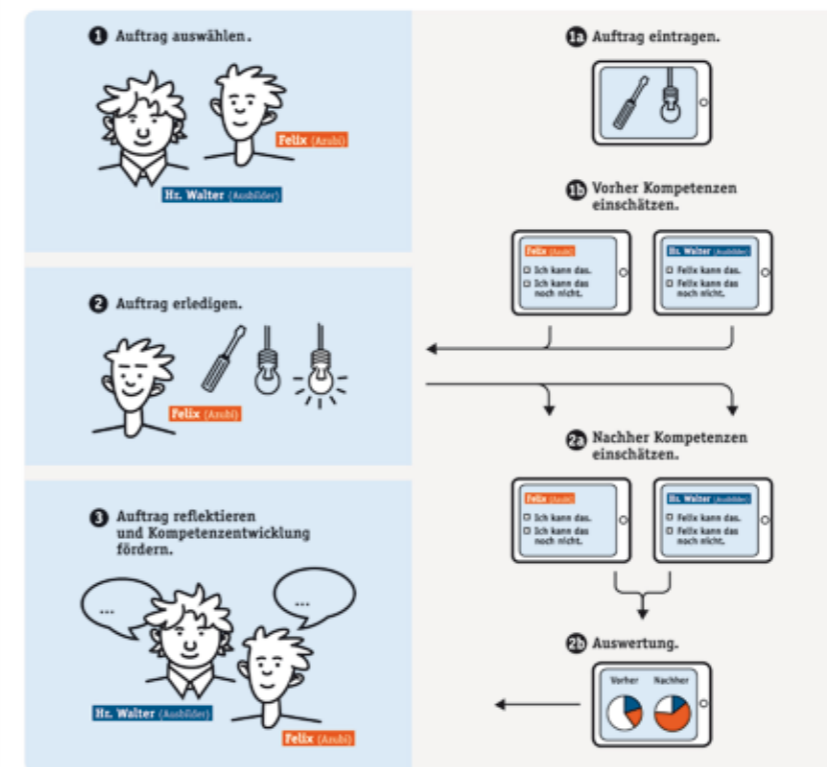 1 Auftrag auswählen.
Felix (Azubi)
Hr. Walter (Ausbilder)
1a Auftrag eintragen.
1b Vorher Kompetenzen
einschätzen.
Felix (Azubi)
Ich kann das.
Ich kann das
noch nicht.
Hr. Walter (Ausbilder)
Felix kann das.
Felix kann das
noch nicht.
2 Auftrag erledigen.
Felix (Azubi)
2a Nachher Kompetenzen
einschätzen.
Felix (Azubi)
Ich kann das.
Ich kann das
noch nicht.
Hr. Walter (Ausbilder)
Felix kann das.
Felix kann das
noch nicht.
3 Auftrag reflektieren
und Kompetenzentwicklung
fördern.
...
...
Hr. Walter (Ausbilder)
Felix (Azubi)
2b Auswertung.
Vorher Nachher